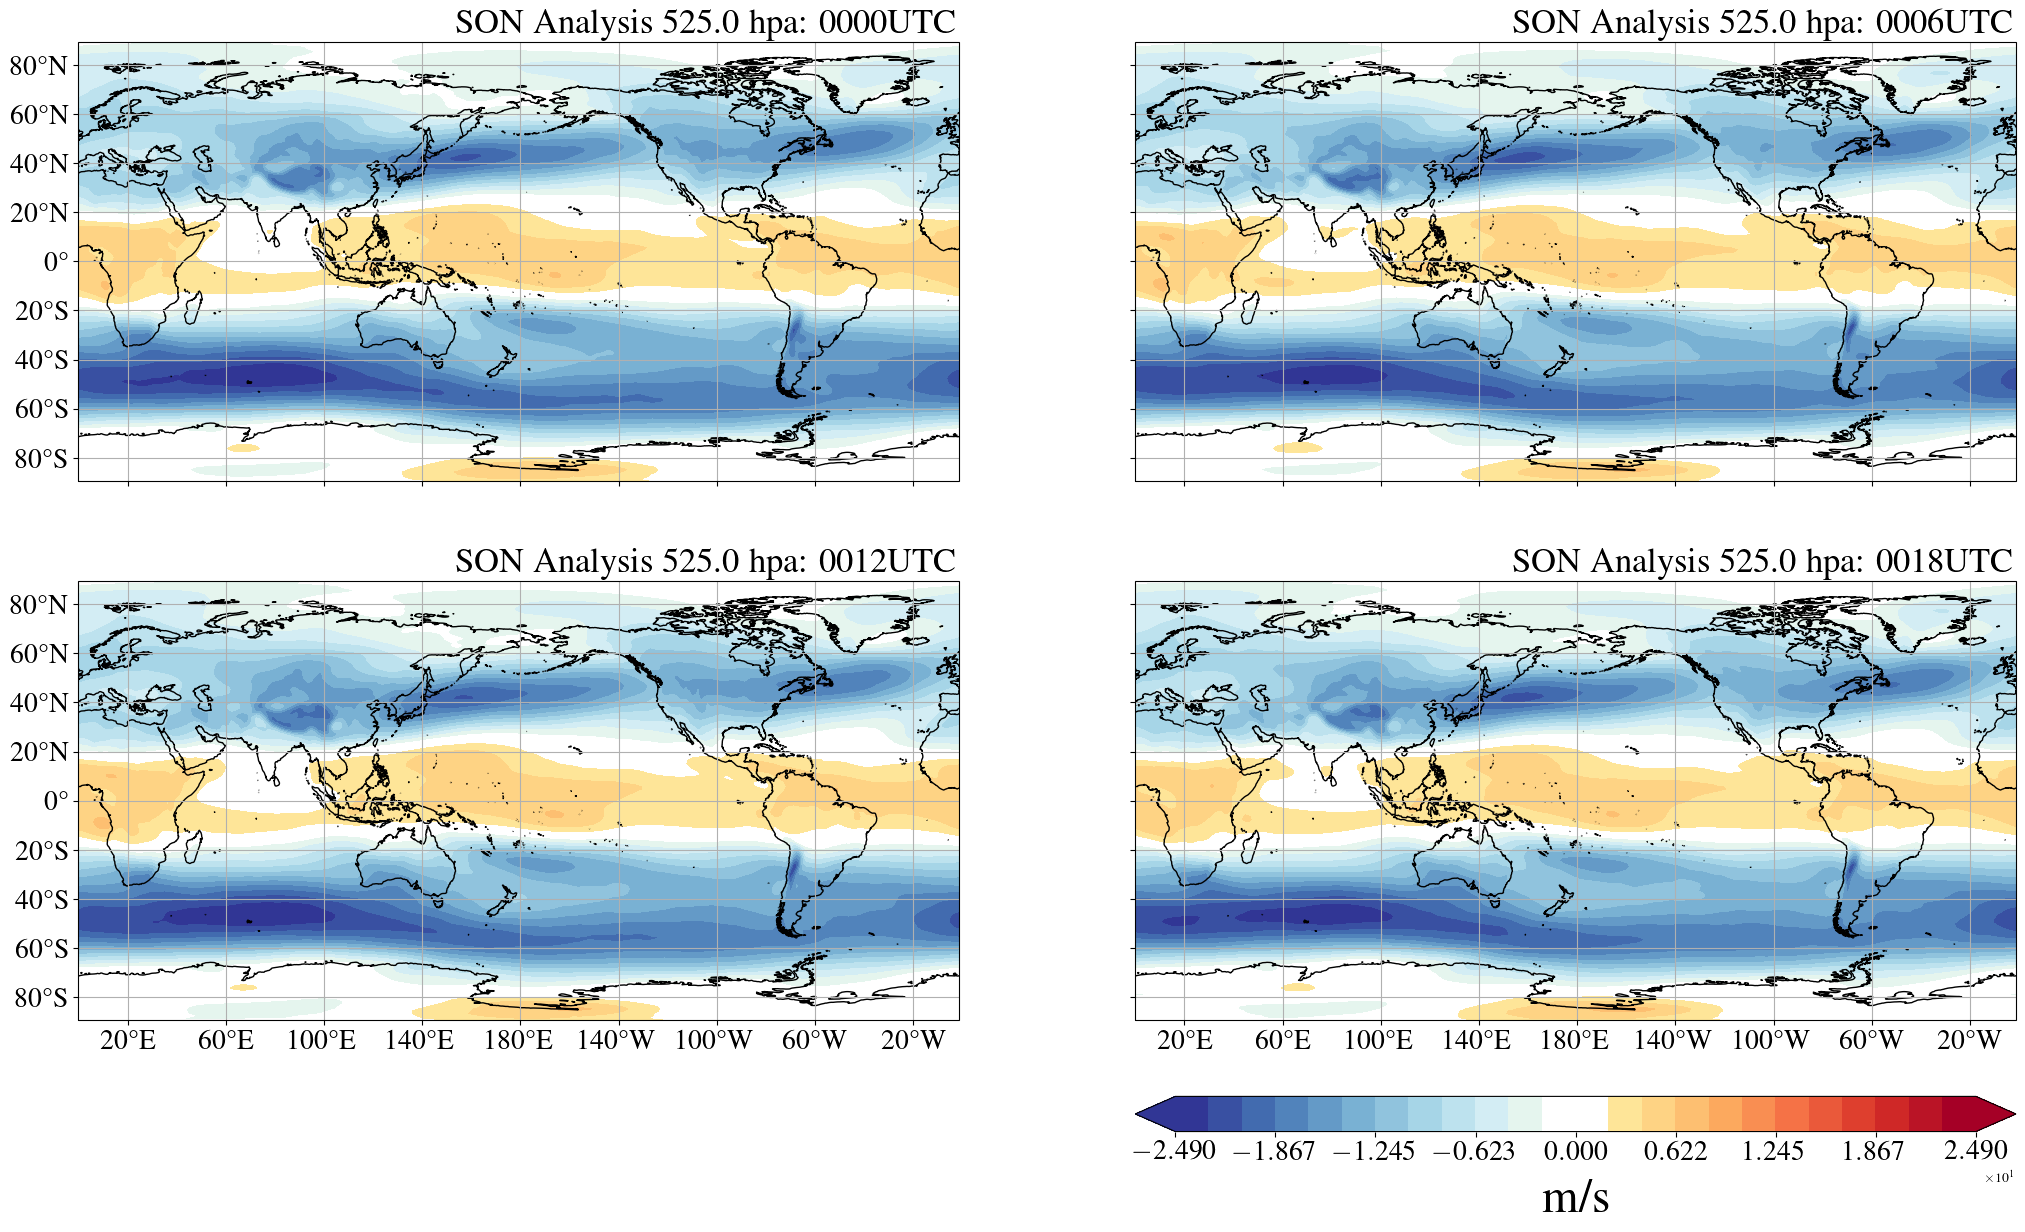 SON Analysis 525.0 hpa: 0000UTC
SON Analysis 525.0 hpa: 0006UTC
80°N
60°N
40°N
20°N
0°
20°S
40°S
60°S
80°S
SON Analysis 525.0 hpa: 0012UTC
SON Analysis 525.0 hpa: 0018UTC
80°N
60°N
40°N
20°N
0°
20°S
40°S
60°S
80°S
20°E 60°E 100°E 140°E 180°E 140°W 100°W 60°W 20°W
20°E 60°E 100°E 140°E 180°E 140°W 100°W 60°W 20°W
−2.490 −1.867 −1.245 −0.623 0.000 0.622 1.245 1.867 2.490
×10¹
m/s